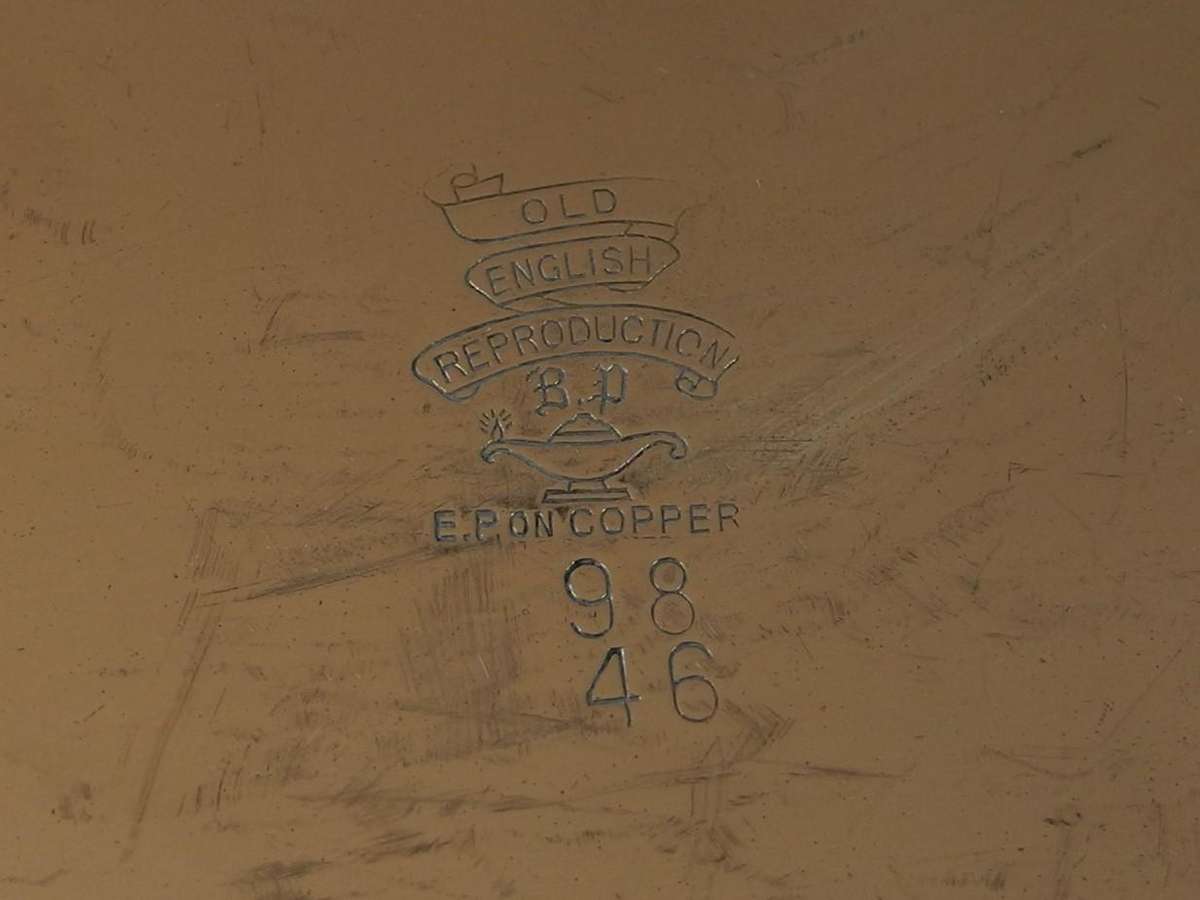 OLD
ENGLISH
REPRODUCTION
B.P
E.P. ON COPPER
98
46